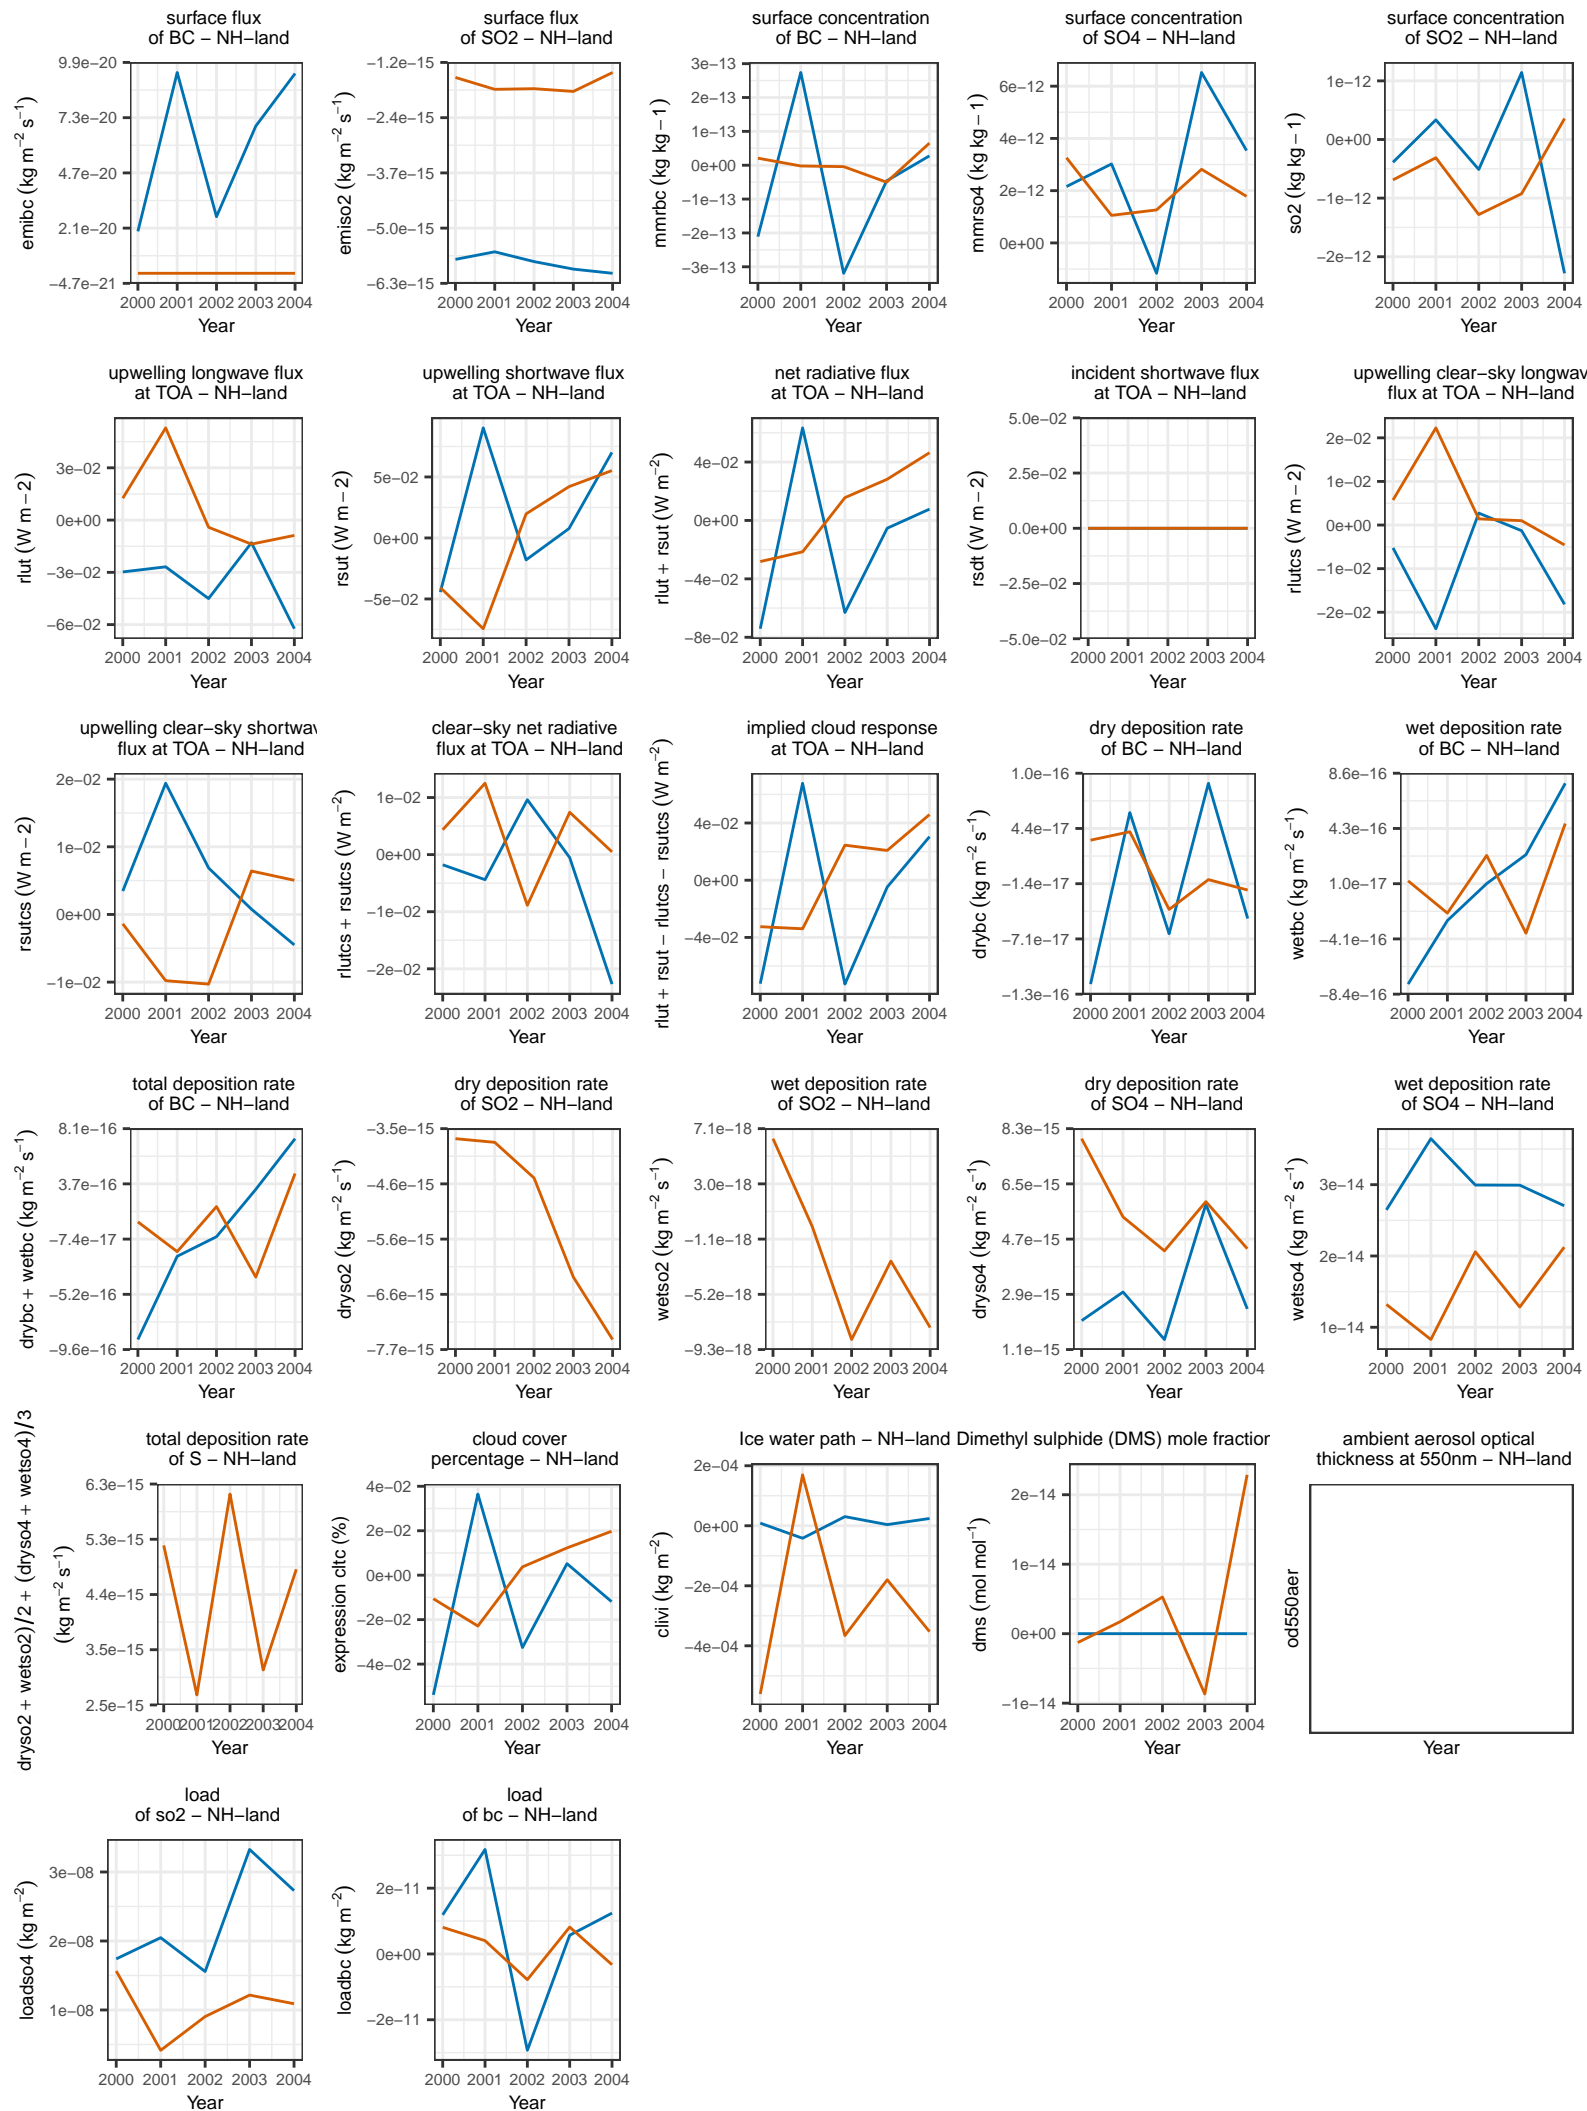 surface flux
of BC − NH−land
emibc (kg m−2 s−1)
9.9e−20
7.3e−20
4.7e−20
2.1e−20
−4.7e−21
2000 2001 2002 2003 2004
Year
surface flux
of SO2 − NH−land
emiso2 (kg m−2 s−1)
−1.2e−15
−2.4e−15
−3.7e−15
−5.0e−15
−6.3e−15
2000 2001 2002 2003 2004
Year
surface concentration
of BC − NH−land
mmrbc (kg kg − 1)
3e−13
2e−13
1e−13
0e+00
−1e−13
−2e−13
−3e−13
2000 2001 2002 2003 2004
Year
surface concentration
of SO4 − NH−land
mmrso4 (kg kg − 1)
6e−12
4e−12
2e−12
0e+00
2000 2001 2002 2003 2004
Year
surface concentration
of SO2 − NH−land
so2 (kg kg − 1)
1e−12
0e+00
−1e−12
−2e−12
2000 2001 2002 2003 2004
Year
upwelling longwave flux
at TOA − NH−land
rlut (W m − 2)
3e−02
0e+00
−3e−02
−6e−02
2000 2001 2002 2003 2004
Year
upwelling shortwave flux
at TOA − NH−land
rsut (W m − 2)
5e−02
0e+00
−5e−02
2000 2001 2002 2003 2004
Year
net radiative flux
at TOA − NH−land
rlut + rsut (W m−2)
4e−02
0e+00
−4e−02
−8e−02
2000 2001 2002 2003 2004
Year
incident shortwave flux
at TOA − NH−land
rsdt (W m − 2)
5.0e−02
2.5e−02
0.0e+00
−2.5e−02
−5.0e−02
2000 2001 2002 2003 2004
Year
upwelling clear−sky longwav
flux at TOA − NH−land
rlutcs (W m − 2)
2e−02
1e−02
0e+00
−1e−02
−2e−02
2000 2001 2002 2003 2004
Year
upwelling clear−sky shortwav
flux at TOA − NH−land
rsutcs (W m − 2)
2e−02
1e−02
0e+00
−1e−02
2000 2001 2002 2003 2004
Year
clear−sky net radiative
flux at TOA − NH−land
rlutcs + rsutcs (W m−2)
1e−02
0e+00
−1e−02
−2e−02
2000 2001 2002 2003 2004
Year
implied cloud response
at TOA − NH−land
rlut + rsut − rlutcs − rsutcs (W m−2)
4e−02
0e+00
−4e−02
2000 2001 2002 2003 2004
Year
dry deposition rate
of BC − NH−land
drybc (kg m−2 s−1)
1.0e−16
4.4e−17
−1.4e−17
−7.1e−17
−1.3e−16
2000 2001 2002 2003 2004
Year
wet deposition rate
of BC − NH−land
wetbc (kg m−2 s−1)
8.6e−16
4.3e−16
1.0e−17
−4.1e−16
−8.4e−16
2000 2001 2002 2003 2004
Year
total deposition rate
of BC − NH−land
drybc + wetbc (kg m−2 s−1)
8.1e−16
3.7e−16
−7.4e−17
−5.2e−16
−9.6e−16
2000 2001 2002 2003 2004
Year
dry deposition rate
of SO2 − NH−land
dryso2 (kg m−2 s−1)
−3.5e−15
−4.6e−15
−5.6e−15
−6.6e−15
−7.7e−15
2000 2001 2002 2003 2004
Year
wet deposition rate
of SO2 − NH−land
wetso2 (kg m−2 s−1)
7.1e−18
3.0e−18
−1.1e−18
−5.2e−18
−9.3e−18
2000 2001 2002 2003 2004
Year
dry deposition rate
of SO4 − NH−land
dryso4 (kg m−2 s−1)
8.3e−15
6.5e−15
4.7e−15
2.9e−15
1.1e−15
2000 2001 2002 2003 2004
Year
wet deposition rate
of SO4 − NH−land
wetso4 (kg m−2 s−1)
3e−14
2e−14
1e−14
2000 2001 2002 2003 2004
Year
total deposition rate
of S − NH−land
dryso2 + wetso2)/2 + (dryso4 + wetso4)/3
(kg m−2 s−1)
6.3e−15
5.3e−15
4.4e−15
3.5e−15
2.5e−15
2000 2001 2002 2003 2004
Year
cloud cover
percentage − NH−land
expression cltc (%)
4e−02
2e−02
0e+00
−2e−02
−4e−02
2000 2001 2002 2003 2004
Year
Ice water path − NH−land
clivi (kg m−2)
2e−04
0e+00
−2e−04
−4e−04
2000 2001 2002 2003 2004
Year
Dimethyl sulphide (DMS) mole fraction
dms (mol mol−1)
2e−14
1e−14
0e+00
−1e−14
2000 2001 2002 2003 2004
Year
ambient aerosol optical
thickness at 550nm − NH−land
od550aer
Year
load
of so2 − NH−land
loadso4 (kg m−2)
3e−08
2e−08
1e−08
2000 2001 2002 2003 2004
Year
load
of bc − NH−land
loadbc (kg m−2)
2e−11
0e+00
−2e−11
2000 2001 2002 2003 2004
Year